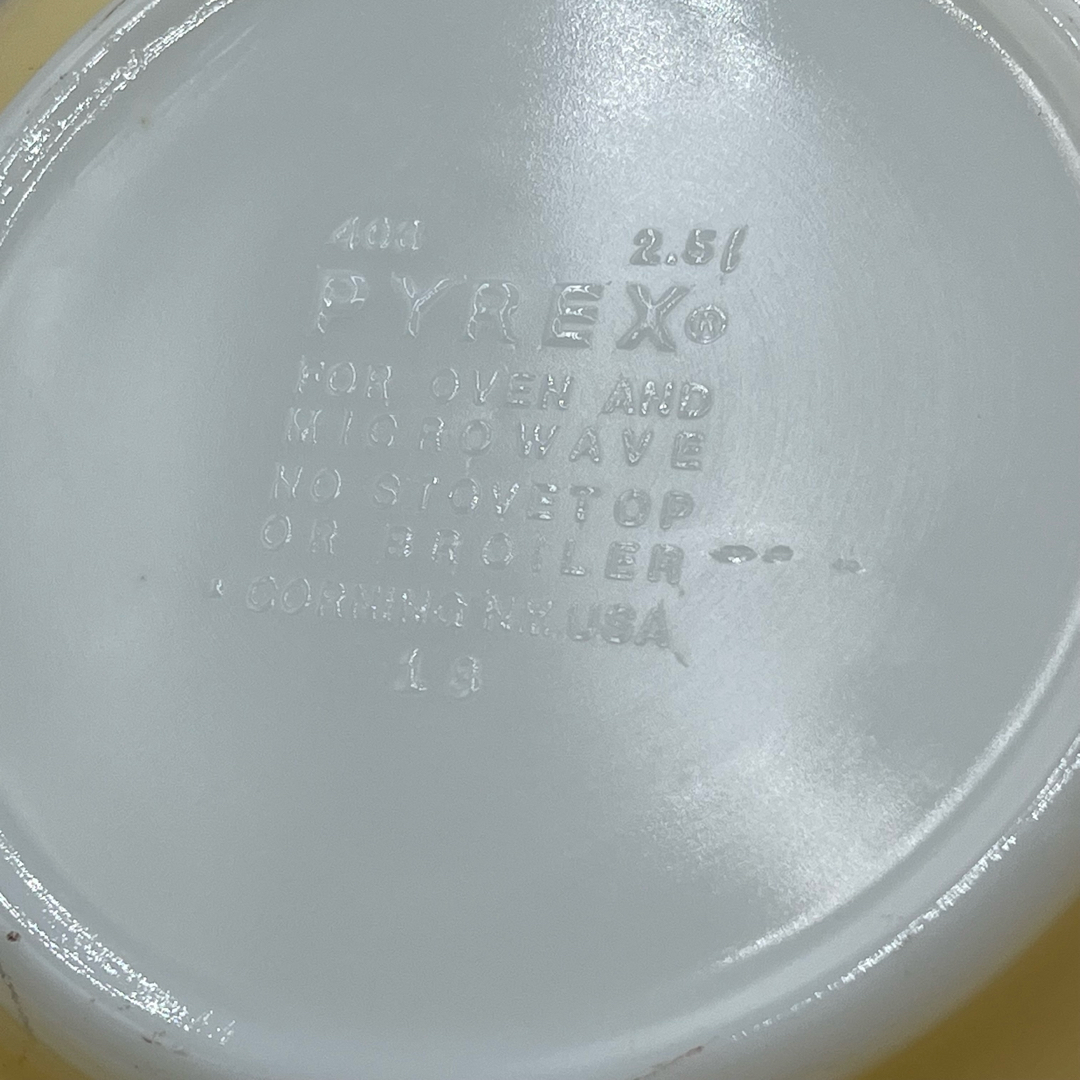 403 2.5l
PYREX®
FOR OVEN AND
MICROWAVE
NO STOVETOP
OR BROILER
CORNING N.Y. USA